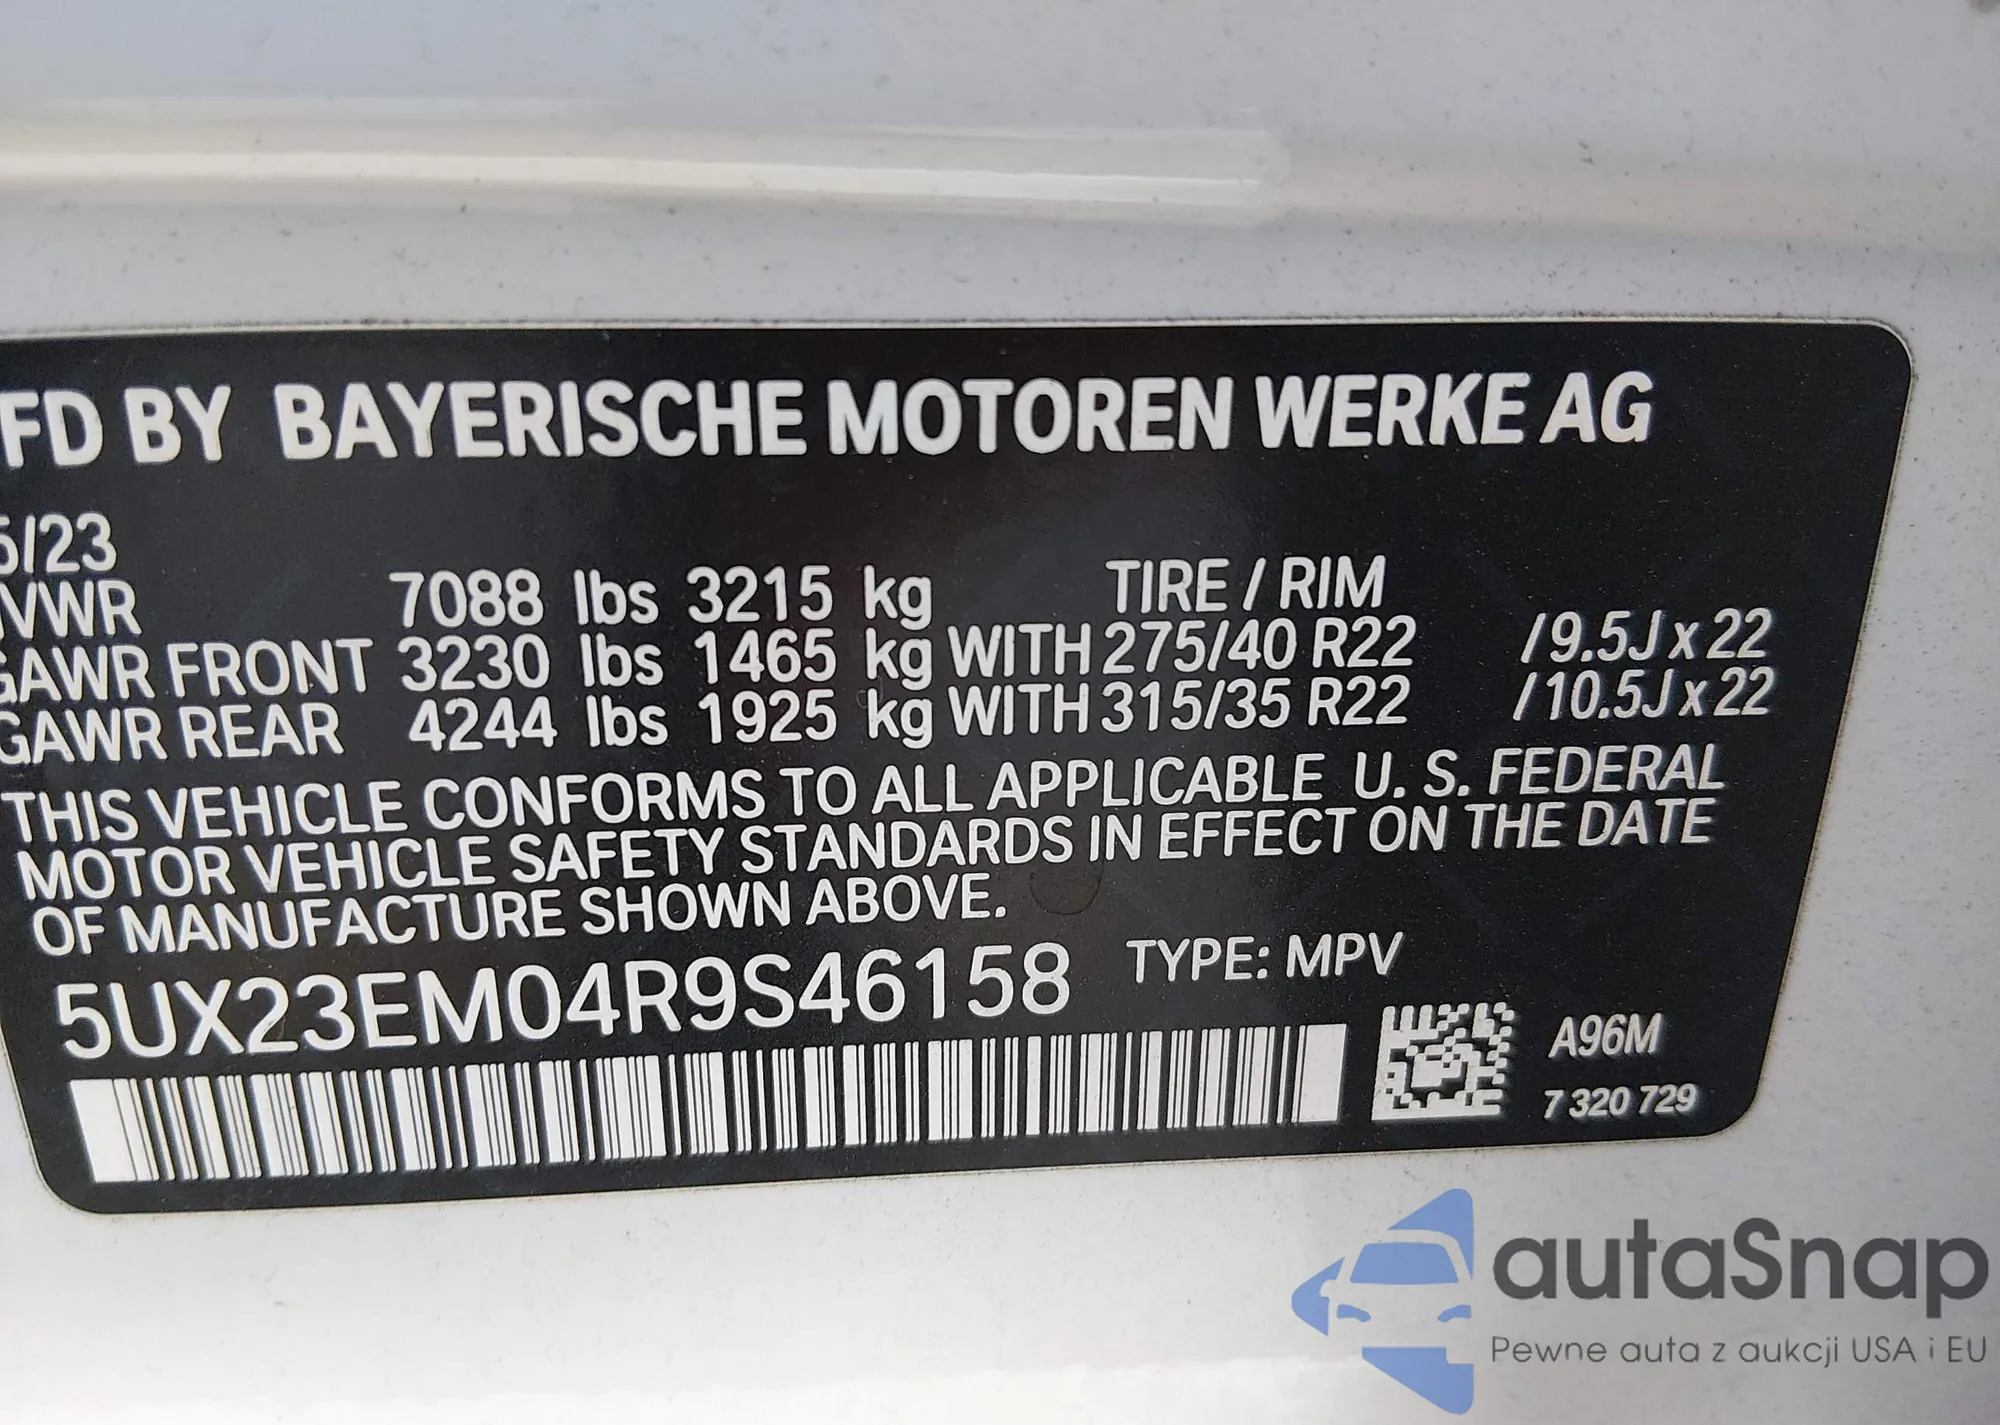 FD BY BAYERISCHE MOTOREN WERKE AG
/23
VWR 7088 lbs 3215 kg TIRE / RIM
GAWR FRONT 3230 lbs 1465 kg WITH 275/40 R22 / 9.5J x 22
GAWR REAR 4244 lbs 1925 kg WITH 315/35 R22 / 10.5J x 22
THIS VEHICLE CONFORMS TO ALL APPLICABLE U. S. FEDERAL
MOTOR VEHICLE SAFETY STANDARDS IN EFFECT ON THE DATE
OF MANUFACTURE SHOWN ABOVE.
5UX23EM04R9S46158 TYPE: MPV
A96M
7 320 729
autaSnap
Pewne auta z aukcji USA i EU